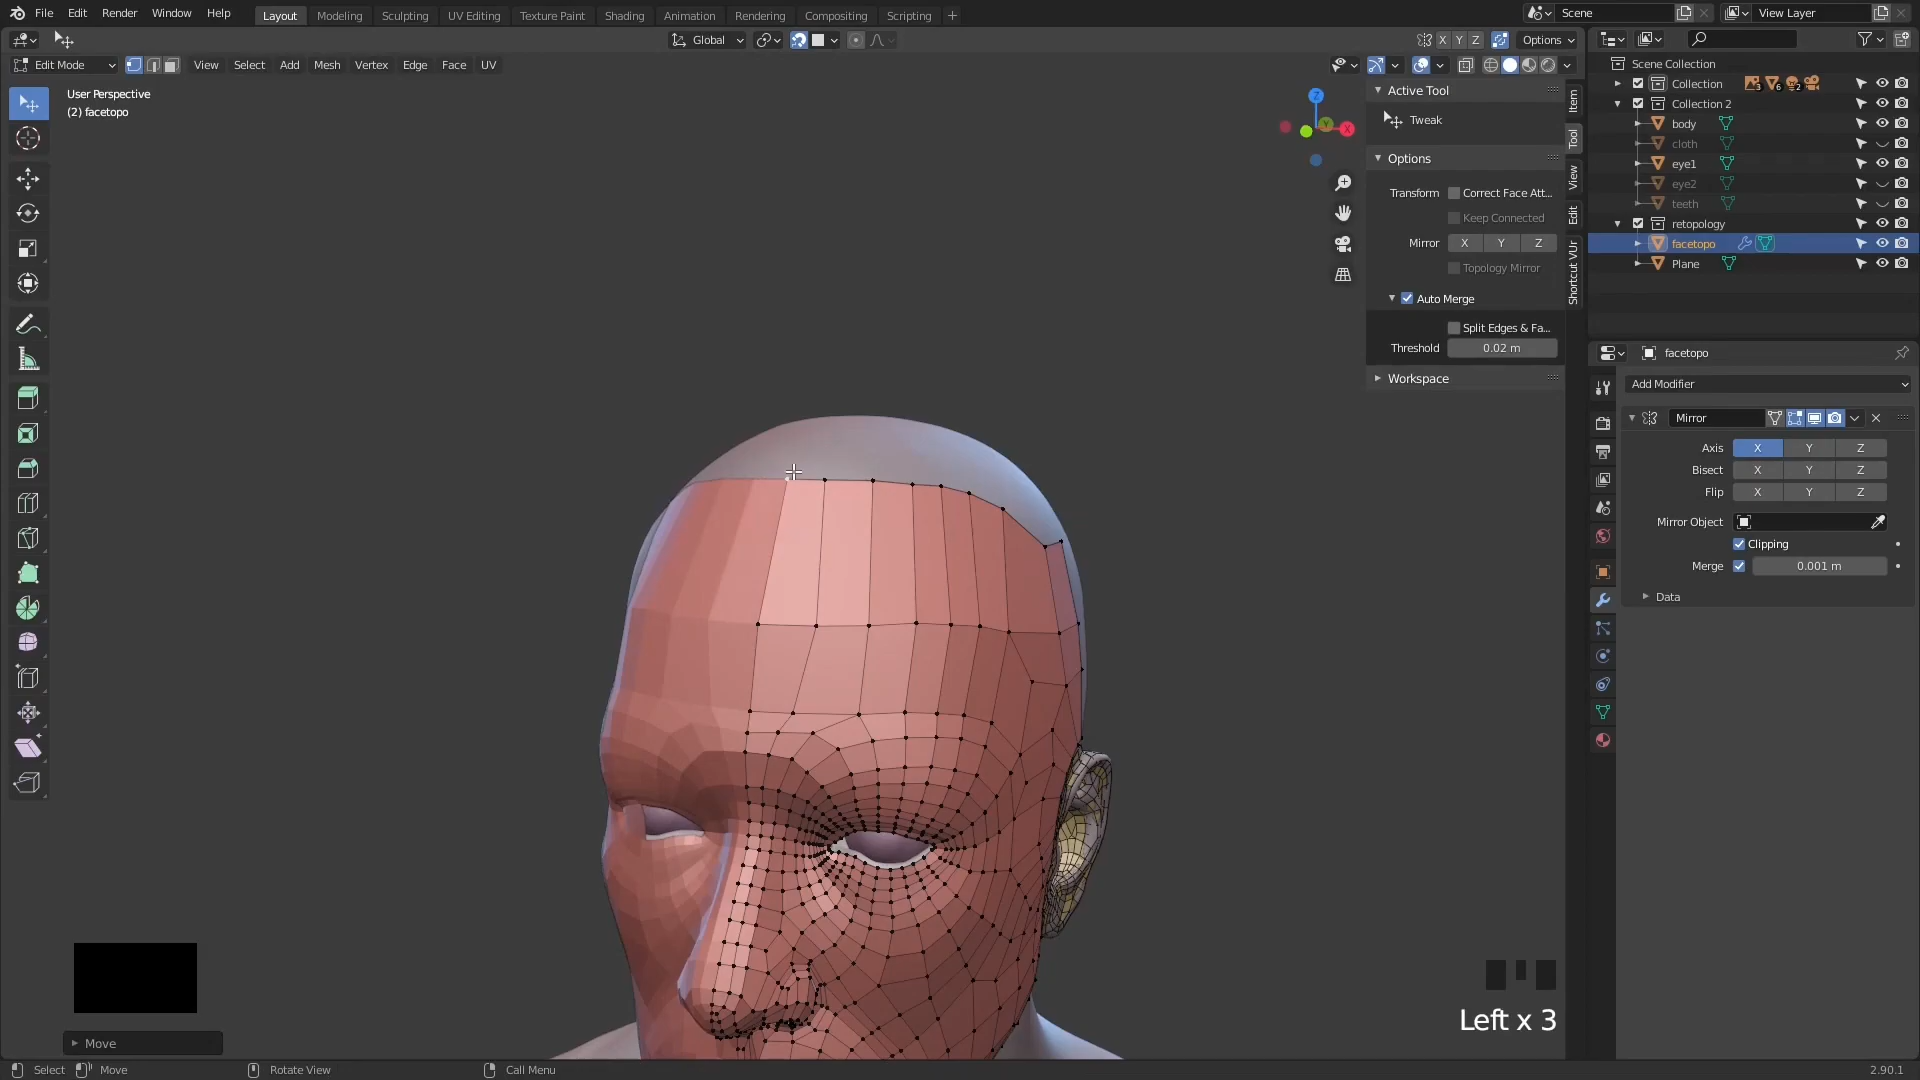 File Edit Render Window Help Layout Modeling Sculpting UV Editing Texture Paint Shading Animation Rendering Compositing Scripting + Scene View Layer
Global X Y Z Options
Edit Mode View Select Add Mesh Vertex Edge Face UV
User Perspective
(2) facetopo
Z
Y
X
Active Tool
Tweak
Options
Transform Correct Face Att...
Keep Connected
Mirror X Y Z
Topology Mirror
Auto Merge
Split Edges & Fa...
Threshold 0.02 m
Workspace
Item
Tool
View
Edit
Shortcut VUr
Scene Collection
Collection 3 6 2
Collection 2
body
cloth
eye1
eye2
teeth
retopology
facetopo
Plane
facetopo
Add Modifier
Mirror
Axis X Y Z
Bisect X Y Z
Flip X Y Z
Mirror Object
Clipping
Merge 0.001 m
Data
Left x 3
Move
Select Move Rotate View Call Menu 2.90.1